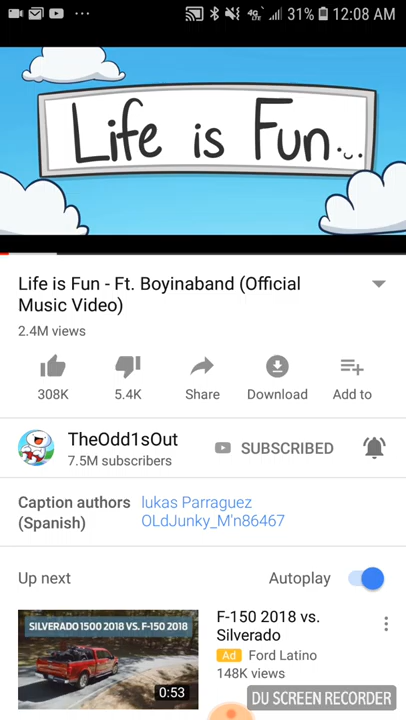 4G LTE 31% 12:08 AM
Life is Fun...
Life is Fun - Ft. Boyinaband (Official
Music Video)
2.4M views
308K 5.4K Share Download Add to
TheOdd1sOut
SUBSCRIBED
7.5M subscribers
Caption authors lukas Parraguez
(Spanish) OLdJunky_M'n86467
Up next Autoplay
SILVERADO 1500 2018 VS. F-150 2018
0:53
F-150 2018 vs.
Silverado
Ad Ford Latino
148K views
DU SCREEN RECORDER